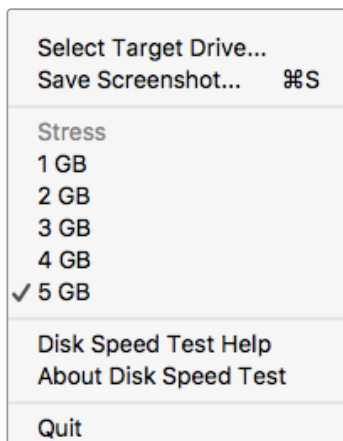 Select Target Drive...
Save Screenshot... ⌘S
Stress
1 GB
2 GB
3 GB
4 GB
✓ 5 GB
Disk Speed Test Help
About Disk Speed Test
Quit